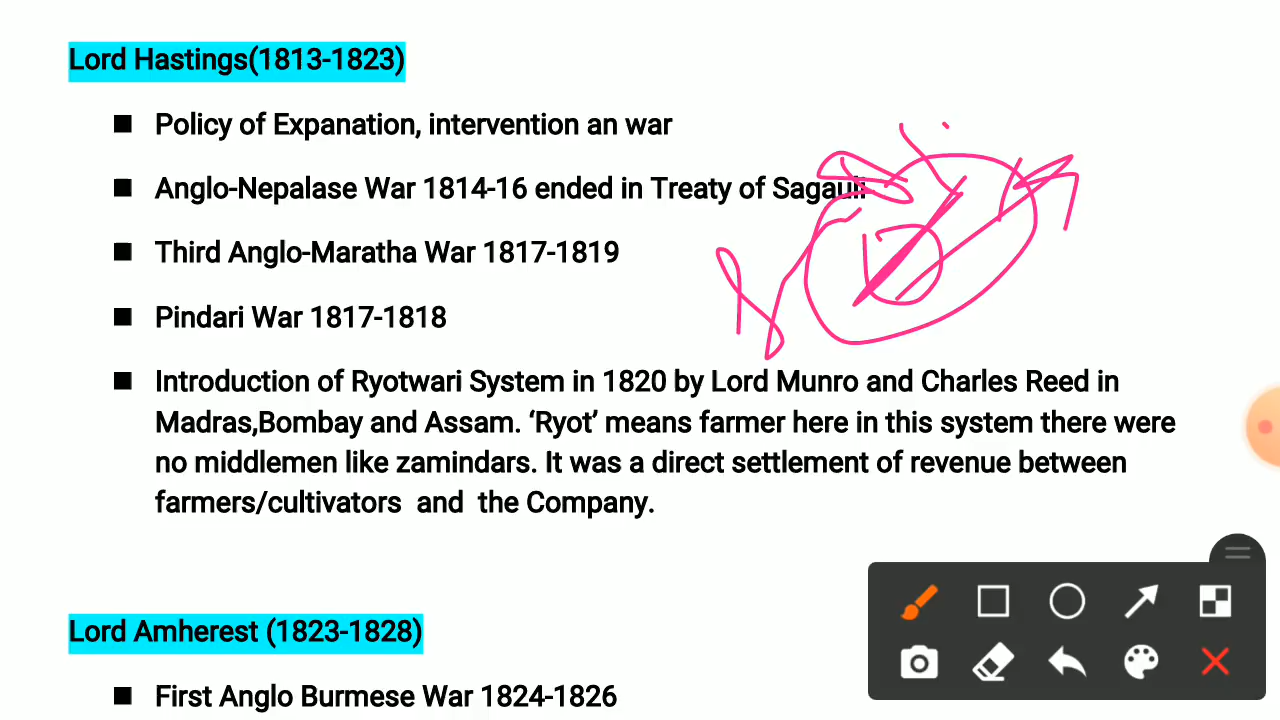 Lord Hastings(1813-1823)
■ Policy of Expanation, intervention an war
■ Anglo-Nepalase War 1814-16 ended in Treaty of Sagauli
■ Third Anglo-Maratha War 1817-1819
■ Pindari War 1817-1818
■ Introduction of Ryotwari System in 1820 by Lord Munro and Charles Reed in
Madras,Bombay and Assam. ‘Ryot’ means farmer here in this system there were
no middlemen like zamindars. It was a direct settlement of revenue between
farmers/cultivators and the Company.
Lord Amherest (1823-1828)
■ First Anglo Burmese War 1824-1826